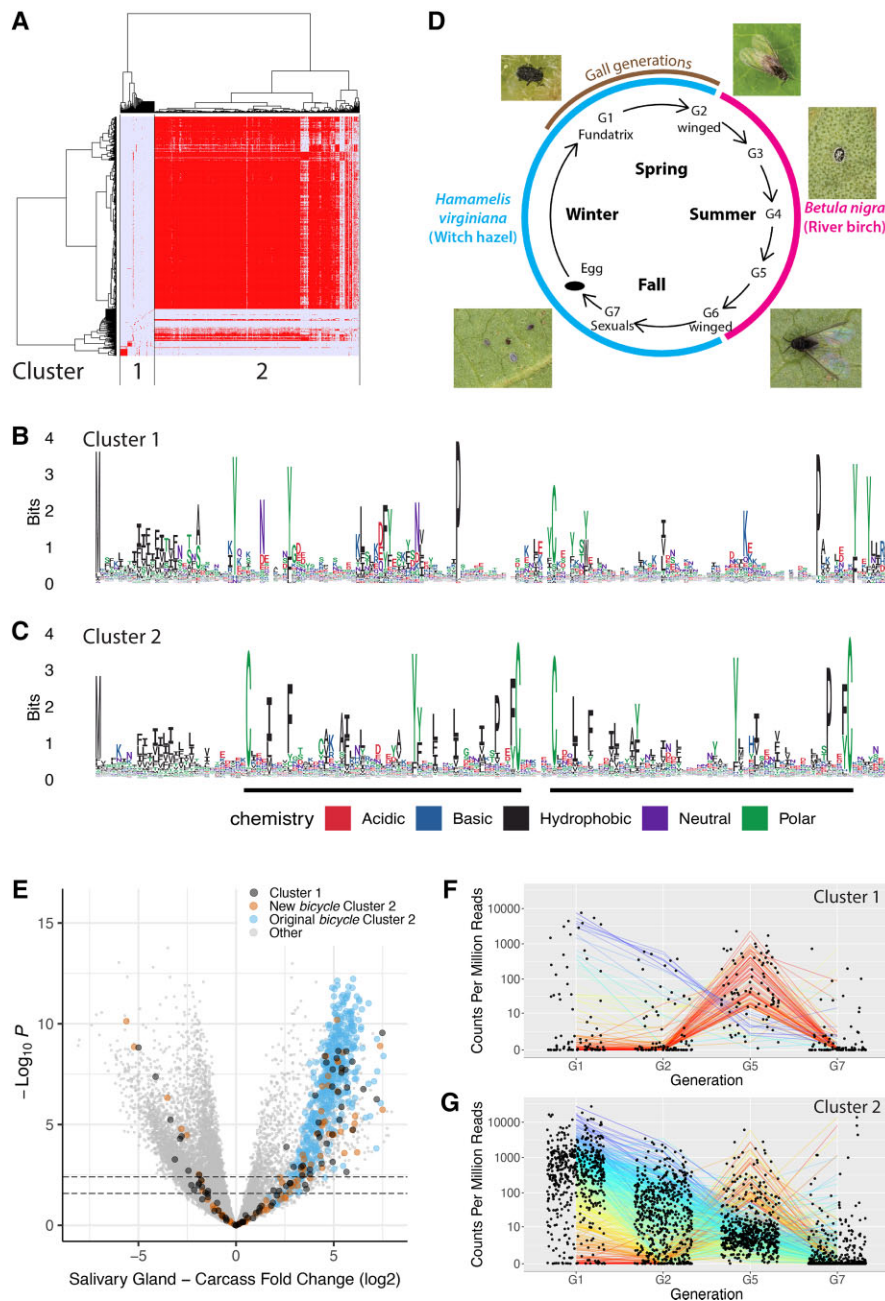 A
Cluster
1
2
D
Gall generations
G1
Fundatrix
G2
winged
G3
G4
G5
G6
winged
G7
Sexuals
Egg
Spring
Winter
Summer
Fall
Hamamelis
virginiana
(Witch hazel)
Betula nigra
(River birch)
B
Cluster 1
Bits
4
3
2
1
0
C
Cluster 2
Bits
4
3
2
1
0
chemistry
Acidic
Basic
Hydrophobic
Neutral
Polar
E
Cluster 1
New bicycle Cluster 2
Original bicycle Cluster 2
Other
− Log10 P
15
10
5
0
−5
0
5
Salivary Gland − Carcass Fold Change (log2)
F
Cluster 1
Counts Per Million Reads
10000
1000
100
10
0
G1
G2
G5
G7
Generation
G
Cluster 2
Counts Per Million Reads
10000
1000
100
10
0
G1
G2
G5
G7
Generation